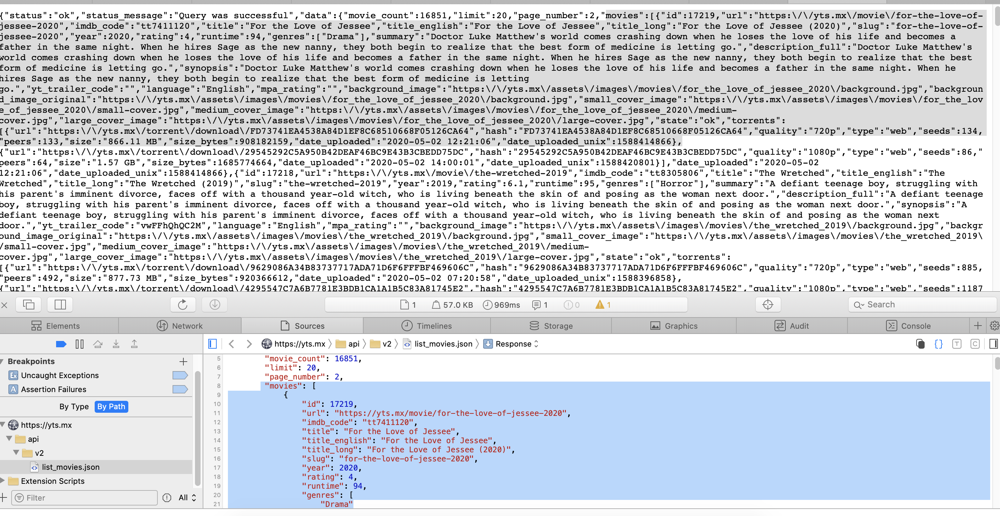 {"status":"ok","status_message":"Query was successful","data":{"movie_count":16851,"limit":20,"page_number":2,"movies":[{"id":17219,"url":"https:\/\/yts.mx\/movie\/for-the-love-of-
jessee-2020","imdb_code":"tt7411120","title":"For the Love of Jessee","title_english":"For the Love of Jessee","title_long":"For the Love of Jessee (2020)","slug":"for-the-love-of-
jessee-2020","year":2020,"rating":4,"runtime":94,"genres":["Drama"],"summary":"Doctor Luke Matthew's world comes crashing down when he loses the love of his life and becomes a
father in the same night. When he hires Sage as the new nanny, they both begin to realize that the best form of medicine is letting go.","description_full":"Doctor Luke Matthew's
world comes crashing down when he loses the love of his life and becomes a father in the same night. When he hires Sage as the new nanny, they both begin to realize that the best
form of medicine is letting go.","synopsis":"Doctor Luke Matthew's world comes crashing down when he loses the love of his life and becomes a father in the same night. When he
hires Sage as the new nanny, they both begin to realize that the best form of medicine is letting
go.","yt_trailer_code":"","language":"English","mpa_rating":"","background_image":"https:\/\/yts.mx\/assets\/images\/movies\/for_the_love_of_jessee_2020\/background.jpg","backgroun
d_image_original":"https:\/\/yts.mx\/assets\/images\/movies\/for_the_love_of_jessee_2020\/background.jpg","small_cover_image":"https:\/\/yts.mx\/assets\/images\/movies\/for_the_lov
e_of_jessee_2020\/small-cover.jpg","medium_cover_image":"https:\/\/yts.mx\/assets\/images\/movies\/for_the_love_of_jessee_2020\/medium-
cover.jpg","large_cover_image":"https:\/\/yts.mx\/assets\/images\/movies\/for_the_love_of_jessee_2020\/large-cover.jpg","state":"ok","torrents":
[{"url":"https:\/\/yts.mx\/torrent\/download\/FD73741EA4538A84D1EF8C68510668F05126CA64","hash":"FD73741EA4538A84D1EF8C68510668F05126CA64","quality":"720p","type":"web","seeds":134,
"peers":133,"size":"866.11 MB","size_bytes":908182159,"date_uploaded":"2020-05-02 12:21:06","date_uploaded_unix":1588414866},
{"url":"https:\/\/yts.mx\/torrent\/download\/29545292C5A950B42DEAF46BC9E43B3CBEDD75DC","hash":"29545292C5A950B42DEAF46BC9E43B3CBEDD75DC","quality":"1080p","type":"web","seeds":86,"
peers":64,"size":"1.57 GB","size_bytes":1685774664,"date_uploaded":"2020-05-02 14:00:01","date_uploaded_unix":1588420801}],"date_uploaded":"2020-05-02
12:21:06","date_uploaded_unix":1588414866},{"id":17218,"url":"https:\/\/yts.mx\/movie\/the-wretched-2019","imdb_code":"tt8305806","title":"The Wretched","title_english":"The
Wretched","title_long":"The Wretched (2019)","slug":"the-wretched-2019","year":2019,"rating":6.1,"runtime":95,"genres":["Horror"],"summary":"A defiant teenage boy, struggling with
his parent's imminent divorce, faces off with a thousand year-old witch, who is living beneath the skin of and posing as the woman next door.","description_full":"A defiant teenage
boy, struggling with his parent's imminent divorce, faces off with a thousand year-old witch, who is living beneath the skin of and posing as the woman next door.","synopsis":"A
defiant teenage boy, struggling with his parent's imminent divorce, faces off with a thousand year-old witch, who is living beneath the skin of and posing as the woman next
door.","yt_trailer_code":"vwFFhQhQC2M","language":"English","mpa_rating":"","background_image":"https:\/\/yts.mx\/assets\/images\/movies\/the_wretched_2019\/background.jpg","backgr
ound_image_original":"https:\/\/yts.mx\/assets\/images\/movies\/the_wretched_2019\/background.jpg","small_cover_image":"https:\/\/yts.mx\/assets\/images\/movies\/the_wretched_2019\
/small-cover.jpg","medium_cover_image":"https:\/\/yts.mx\/assets\/images\/movies\/the_wretched_2019\/medium-
cover.jpg","large_cover_image":"https:\/\/yts.mx\/assets\/images\/movies\/the_wretched_2019\/large-cover.jpg","state":"ok","torrents":
[{"url":"https:\/\/yts.mx\/torrent\/download\/9629086A34B83737717ADA71D6F6FFFBF469606C","hash":"9629086A34B83737717ADA71D6F6FFFBF469606C","quality":"720p","type":"web","seeds":885,
"peers":492,"size":"877.73 MB","size_bytes":920366612,"date_uploaded":"2020-05-02 07:20:58","date_uploaded_unix":1588396858},
{"url":"https:\/\/yts.mx\/torrent\/download\/4295547C7A6B7781E3BDB1CA1A1B5C83A81745E2","hash":"4295547C7A6B7781E3BDB1CA1A1B5C83A81745E2","quality":"1080p","type":"web","seeds":1187
1 57.0 KB 969ms 1 0 1 Search
Elements Network Sources Timelines Storage Graphics Audit Console
https://yts.mx api v2 list_movies.json Response T C
Breakpoints
Ex Uncaught Exceptions
A Assertion Failures
By Type By Path
https://yts.mx
api
v2
list_movies.json
Extension Scripts
Filter All
5 "movie_count": 16851,
6 "limit": 20,
7 "page_number": 2,
8 "movies": [
9 {
10 "id": 17219,
11 "url": "https://yts.mx/movie/for-the-love-of-jessee-2020",
12 "imdb_code": "tt7411120",
13 "title": "For the Love of Jessee",
14 "title_english": "For the Love of Jessee",
15 "title_long": "For the Love of Jessee (2020)",
16 "slug": "for-the-love-of-jessee-2020",
17 "year": 2020,
18 "rating": 4,
19 "runtime": 94,
20 "genres": [
21 "Drama"